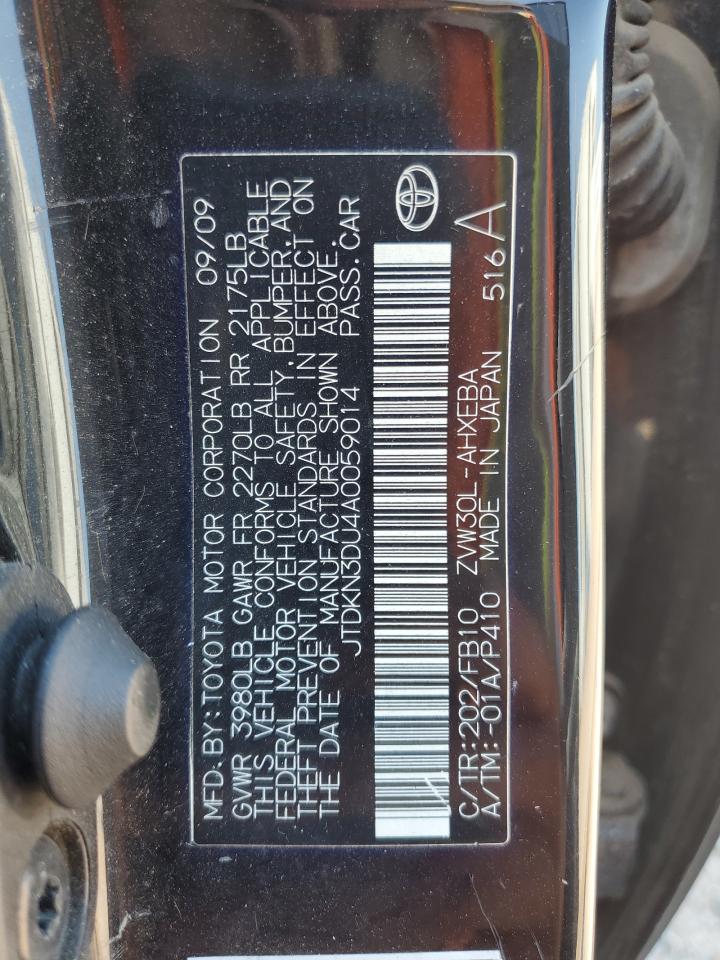 MFD.BY:TOYOTA MOTOR CORPORATION 09/09
GVWR 3980LB GAWR FR 2270LB RR 2175LB
THIS VEHICLE CONFORMS TO ALL APPLICABLE
FEDERAL MOTOR VEHICLE SAFETY,BUMPER,AND
THEFT PREVENTION STANDARDS IN EFFECT ON
THE DATE OF MANUFACTURE SHOWN ABOVE.
JTDKN3DU4A0059014 PASS.CAR
C/TR:202/FB10 ZVW30L-AHXEBA
A/TM:-01A/P410 MADE IN JAPAN 516 A